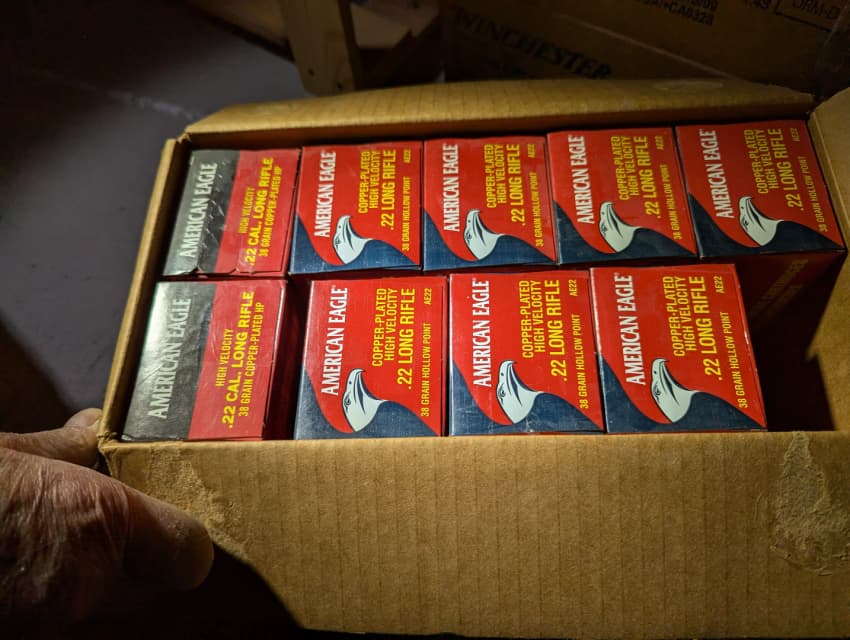 WINCHESTER
AMERICAN EAGLE
HIGH VELOCITY
.22 CAL. LONG RIFLE
38 GRAIN COPPER-PLATED HP
AMERICAN EAGLE
COPPER-PLATED
HIGH VELOCITY
.22 LONG RIFLE
38 GRAIN HOLLOW POINT
AE22
AMERICAN EAGLE
COPPER-PLATED
HIGH VELOCITY
.22 LONG RIFLE
38 GRAIN HOLLOW POINT
AE22
AMERICAN EAGLE
COPPER-PLATED
HIGH VELOCITY
.22 LONG RIFLE
38 GRAIN HOLLOW POINT
AE22
AMERICAN EAGLE
COPPER-PLATED
HIGH VELOCITY
.22 LONG RIFLE
38 GRAIN HOLLOW POINT
AE22
AMERICAN EAGLE
HIGH VELOCITY
.22 CAL. LONG RIFLE
38 GRAIN COPPER-PLATED HP
AMERICAN EAGLE
COPPER-PLATED
HIGH VELOCITY
.22 LONG RIFLE
38 GRAIN HOLLOW POINT
AE22
AMERICAN EAGLE
COPPER-PLATED
HIGH VELOCITY
.22 LONG RIFLE
38 GRAIN HOLLOW POINT
AE22
AMERICAN EAGLE
COPPER-PLATED
HIGH VELOCITY
.22 LONG RIFLE
38 GRAIN HOLLOW POINT
AE22